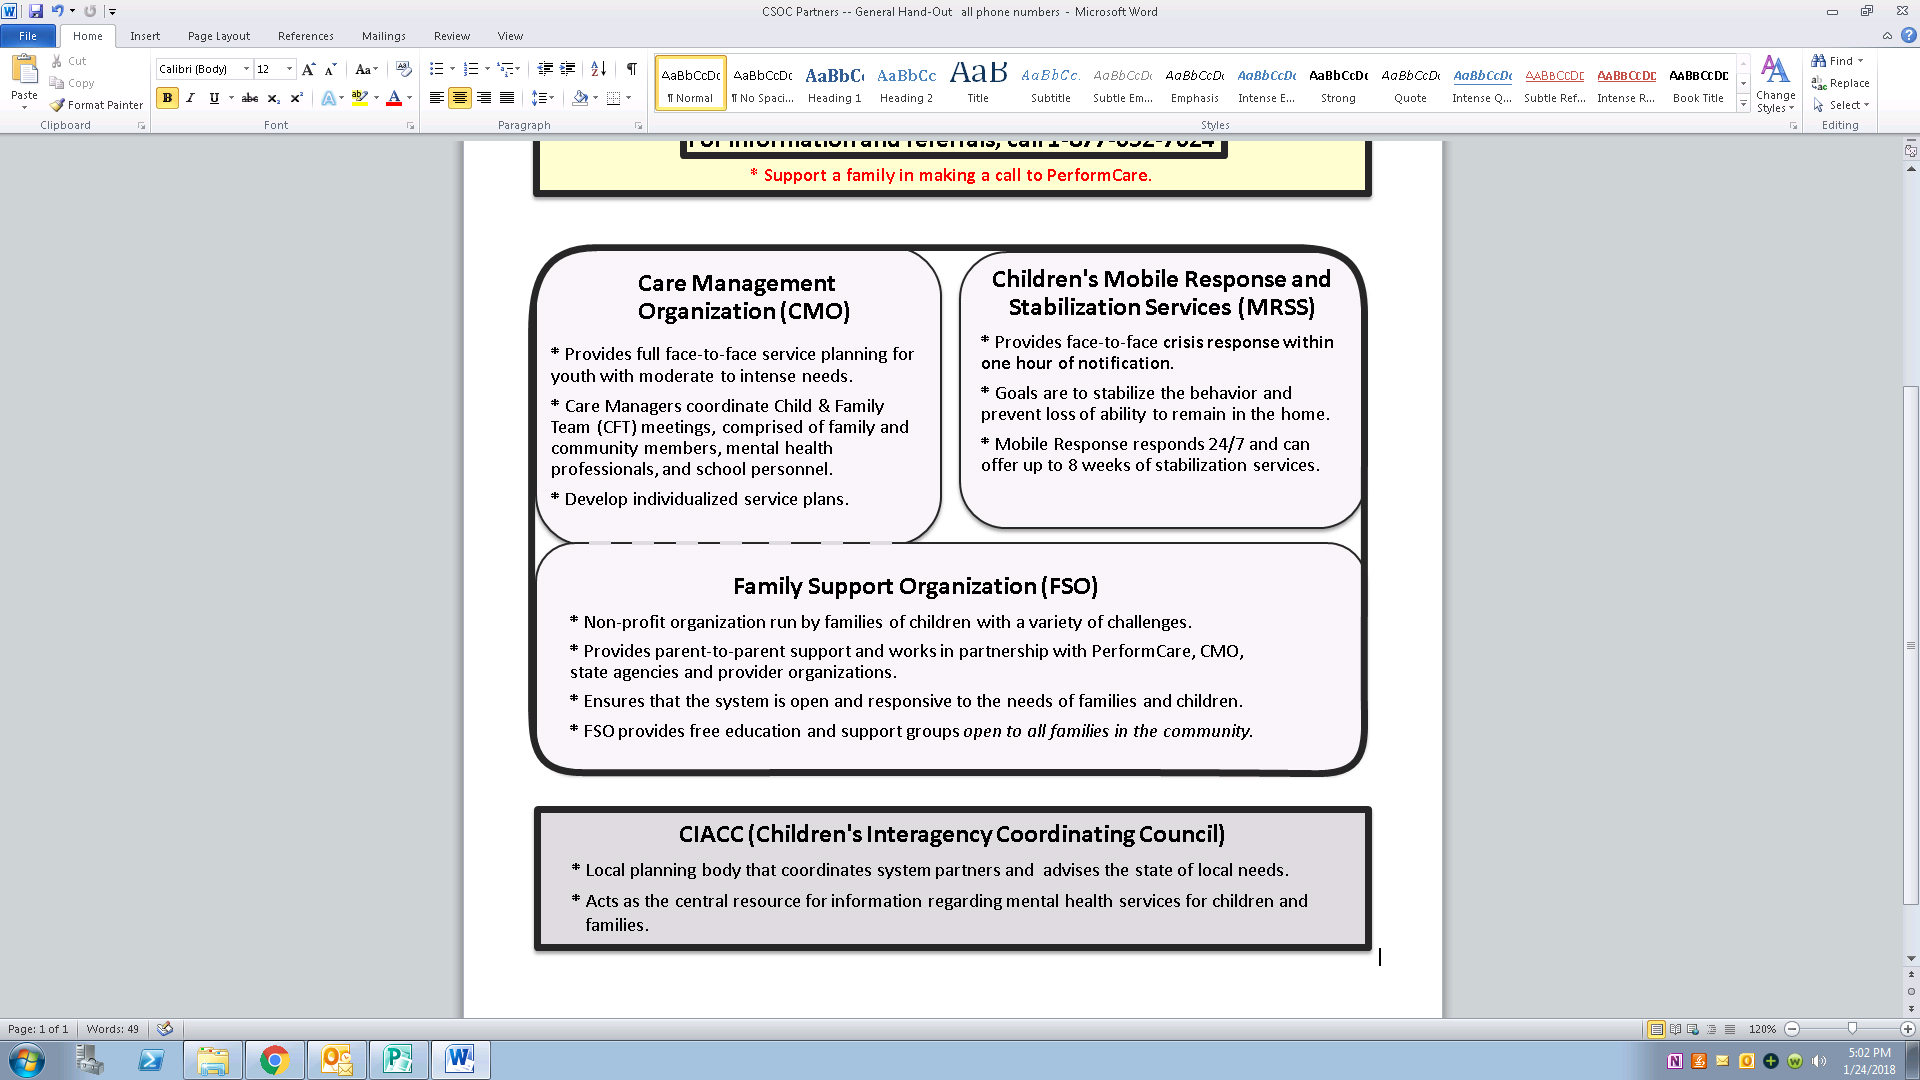 CSOC Partners -- General Hand-Out   all phone numbers  -  Microsoft Word
File Home Insert Page Layout References Mailings Review View
Paste
Cut
Copy
Format Painter
Clipboard
Calibri (Body) 12
Font
Paragraph
AaBbCcDc AaBbCcDc AaBbC AaBbCc AaB AaBbCc. AaBbCcDc AaBbCcDc AaBbCcDc AaBbCcDc AaBbCcDc AaBbCcDc AABBCCDE AABBCCDE AABBCCDE
¶ Normal ¶ No Spaci... Heading 1 Heading 2 Title Subtitle Subtle Em... Emphasis Intense E... Strong Quote Intense Q... Subtle Ref... Intense R... Book Title
Styles
Change
Styles
Find
Replace
Select
Editing
For information and referrals, call 1-877-652-7624
* Support a family in making a call to PerformCare.
Care Management
Organization (CMO)
* Provides full face-to-face service planning for
youth with moderate to intense needs.
* Care Managers coordinate Child & Family
Team (CFT) meetings, comprised of family and
community members, mental health
professionals, and school personnel.
* Develop individualized service plans.
Children's Mobile Response and
Stabilization Services (MRSS)
* Provides face-to-face crisis response within
one hour of notification.
* Goals are to stabilize the behavior and
prevent loss of ability to remain in the home.
* Mobile Response responds 24/7 and can
offer up to 8 weeks of stabilization services.
Family Support Organization (FSO)
* Non-profit organization run by families of children with a variety of challenges.
* Provides parent-to-parent support and works in partnership with PerformCare, CMO,
state agencies and provider organizations.
* Ensures that the system is open and responsive to the needs of families and children.
* FSO provides free education and support groups open to all families in the community.
CIACC (Children's Interagency Coordinating Council)
* Local planning body that coordinates system partners and  advises the state of local needs.
* Acts as the central resource for information regarding mental health services for children and
families.
Page: 1 of 1 Words: 49 120%
5:02 PM
1/24/2018